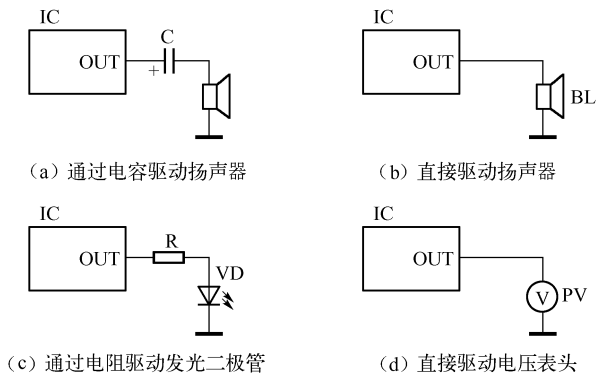 IC
C
OUT
+
(a) 通过电容驱动扬声器
IC
OUT
BL
(b) 直接驱动扬声器
IC
R
OUT
VD
(c) 通过电阻驱动发光二极管
IC
OUT
V
PV
(d) 直接驱动电压表头